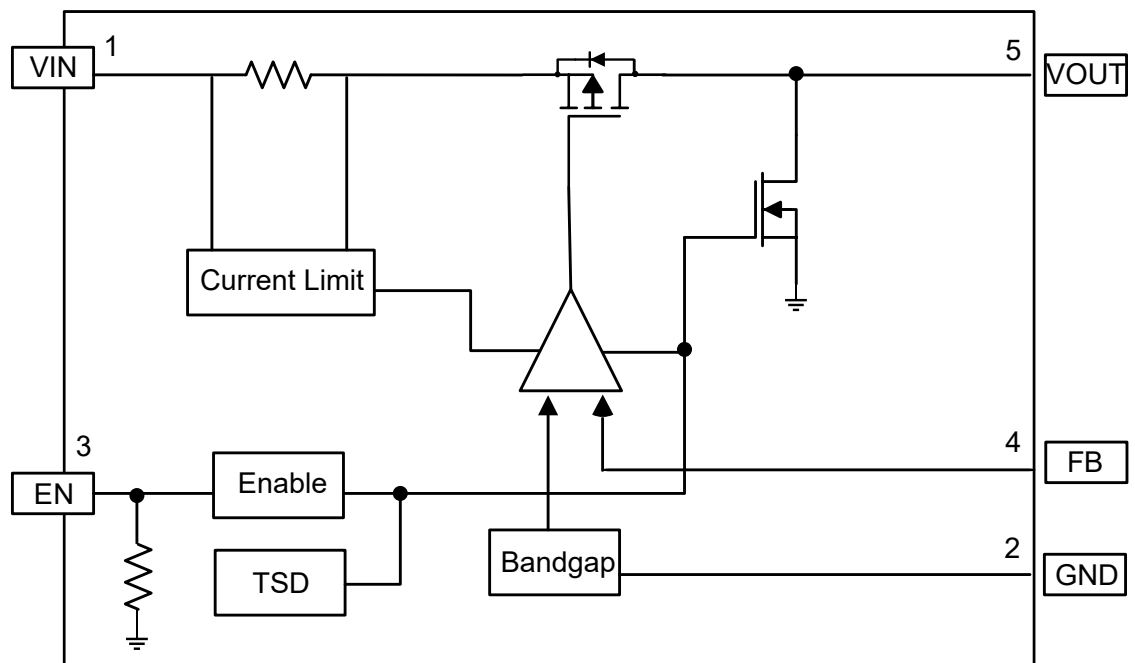 1
VIN
5
VOUT
Current Limit
3
EN
Enable
4
FB
TSD
Bandgap
2
GND